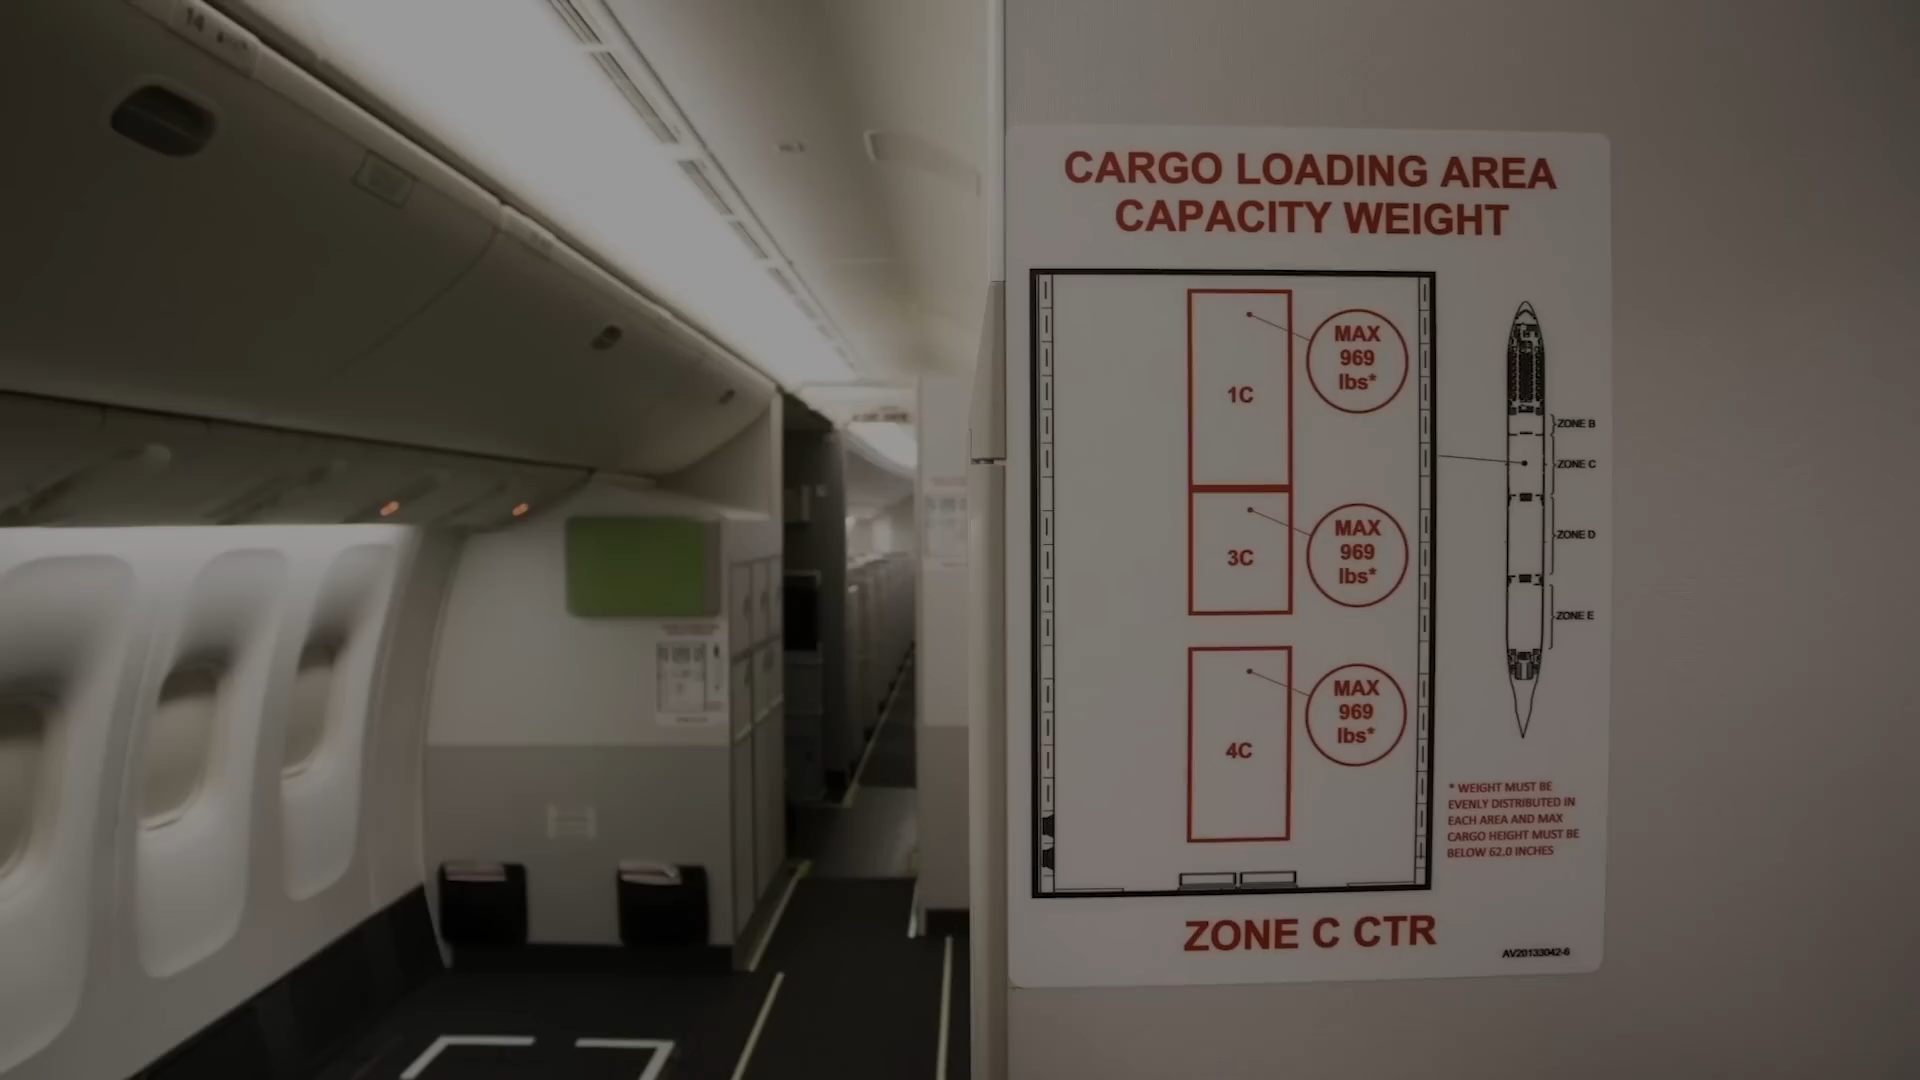 14
CARGO LOADING AREA
CAPACITY WEIGHT
1C
MAX
969
lbs*
3C
MAX
969
lbs*
4C
MAX
969
lbs*
ZONE B
ZONE C
ZONE D
ZONE E
* WEIGHT MUST BE
EVENLY DISTRIBUTED IN
EACH AREA AND MAX
CARGO HEIGHT MUST BE
BELOW 62.0 INCHES
ZONE C CTR
AV20133042-6